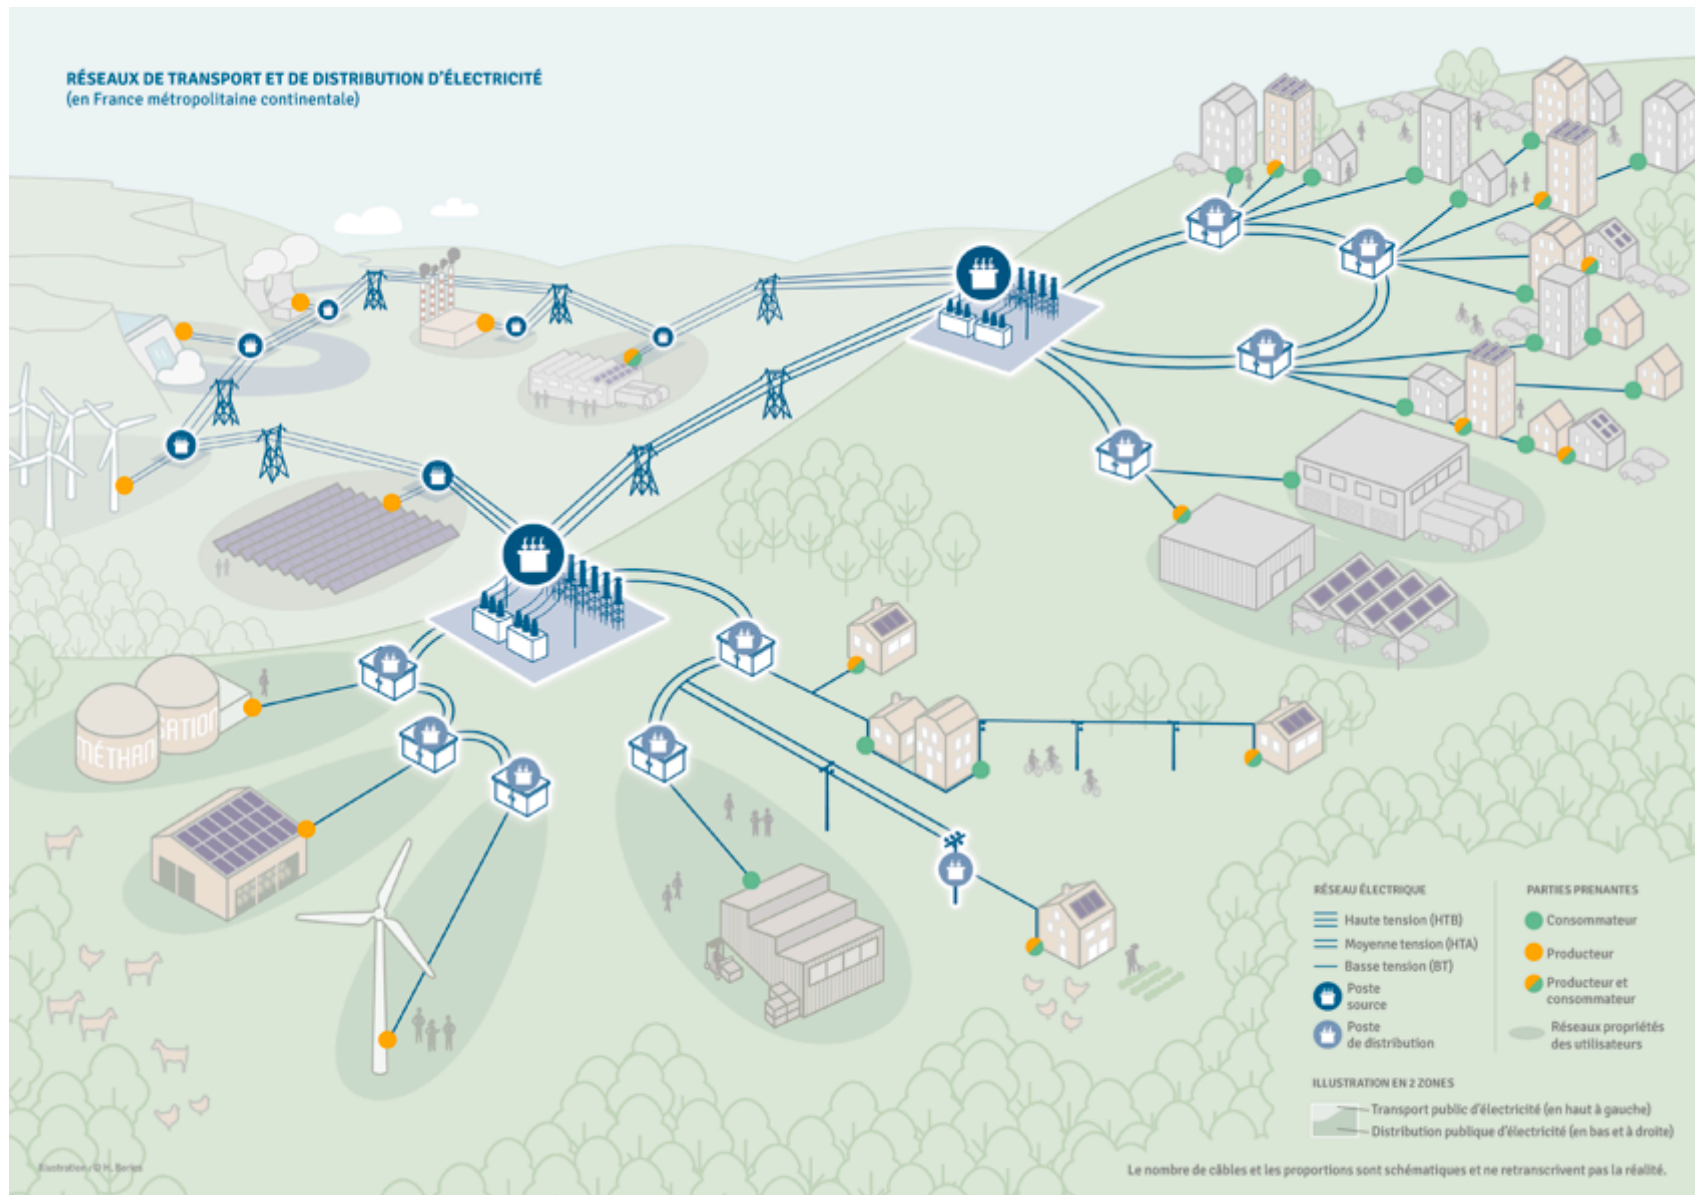 RÉSEAUX DE TRANSPORT ET DE DISTRIBUTION D'ÉLECTRICITÉ
(en France métropolitaine continentale)
MÉTHAN
SATION
RÉSEAU ÉLECTRIQUE
Haute tension (HTB)
Moyenne tension (HTA)
Basse tension (BT)
Poste
source
Poste
de distribution
PARTIES PRENANTES
Consommateur
Producteur
Producteur et
consommateur
Réseaux propriétés
des utilisateurs
ILLUSTRATION EN 2 ZONES
Transport public d'électricité (en haut à gauche)
Distribution publique d'électricité (en bas et à droite)
Illustration
Le nombre de câbles et les proportions sont schématiques et ne retranscrivent pas la réalité.